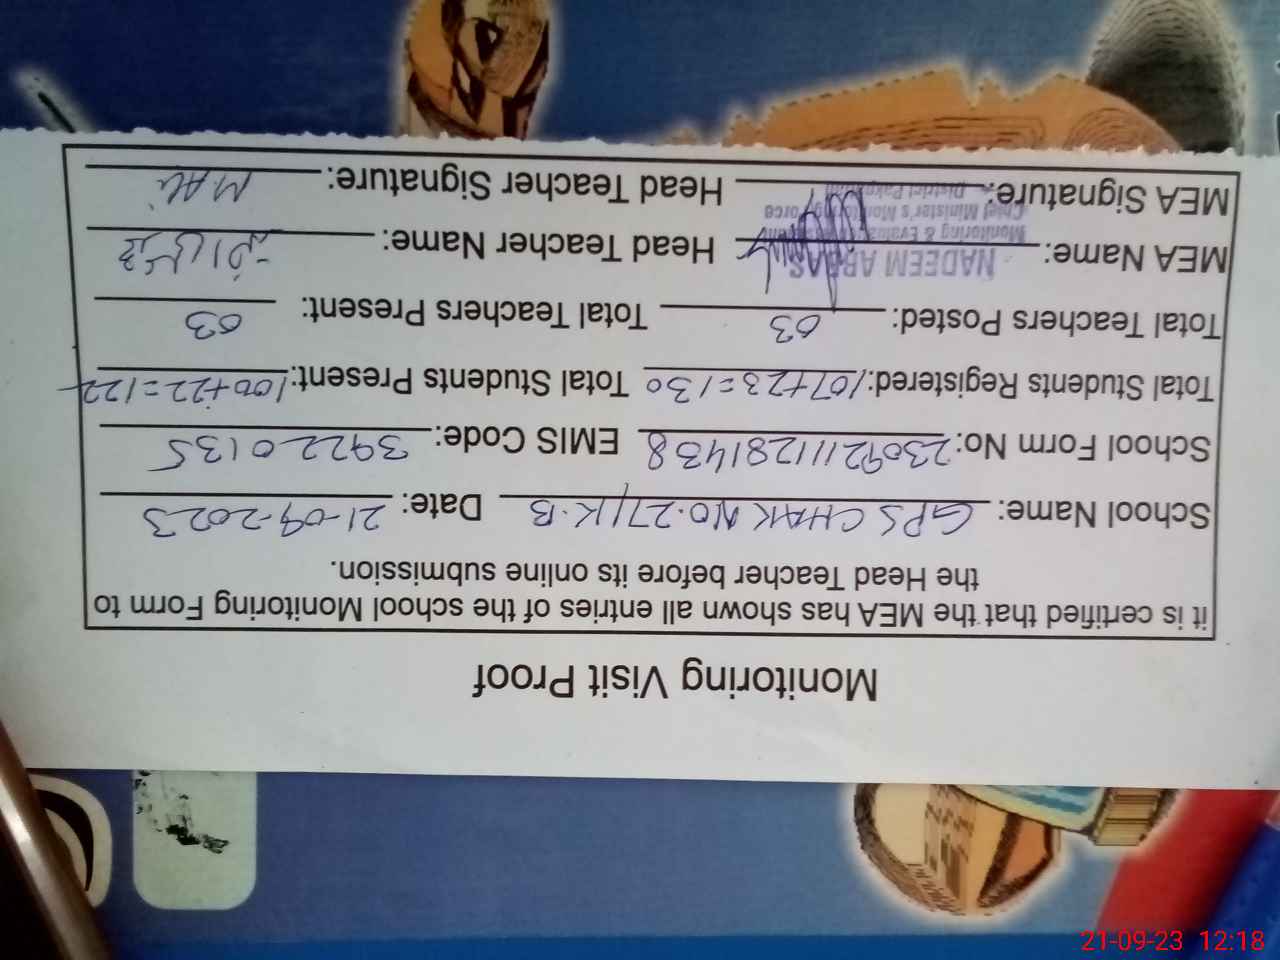 Monitoring Visit Proof
it is certified that the MEA has shown all entries of the school Monitoring Form to
the Head Teacher before its online submission.
School Name: GPS CHAK NO. 27/K.B Date: 21-09-2023
School Form No: 23092111281438 EMIS Code: 39220135
Total Students Registered: 107+23=130 Total Students Present: 100+22=122
Total Teachers Posted: 03 Total Teachers Present: 03
MEA Name: NADEEM ABBAS Head Teacher Name:
Monitoring & Evaluation
Chief Minister's Monitoring Force
MEA Signature: District Pakpattan Head Teacher Signature: M Ali
21-09-23 12:18